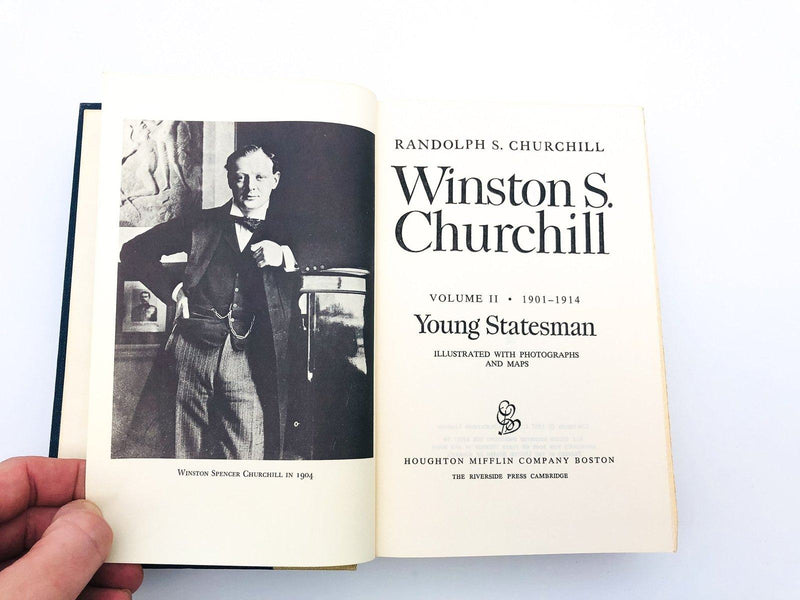 WINSTON SPENCER CHURCHILL IN 1904
RANDOLPH S. CHURCHILL
Winston S.
Churchill
VOLUME II • 1901–1914
Young Statesman
ILLUSTRATED WITH PHOTOGRAPHS
AND MAPS
HOUGHTON MIFFLIN COMPANY BOSTON
THE RIVERSIDE PRESS CAMBRIDGE